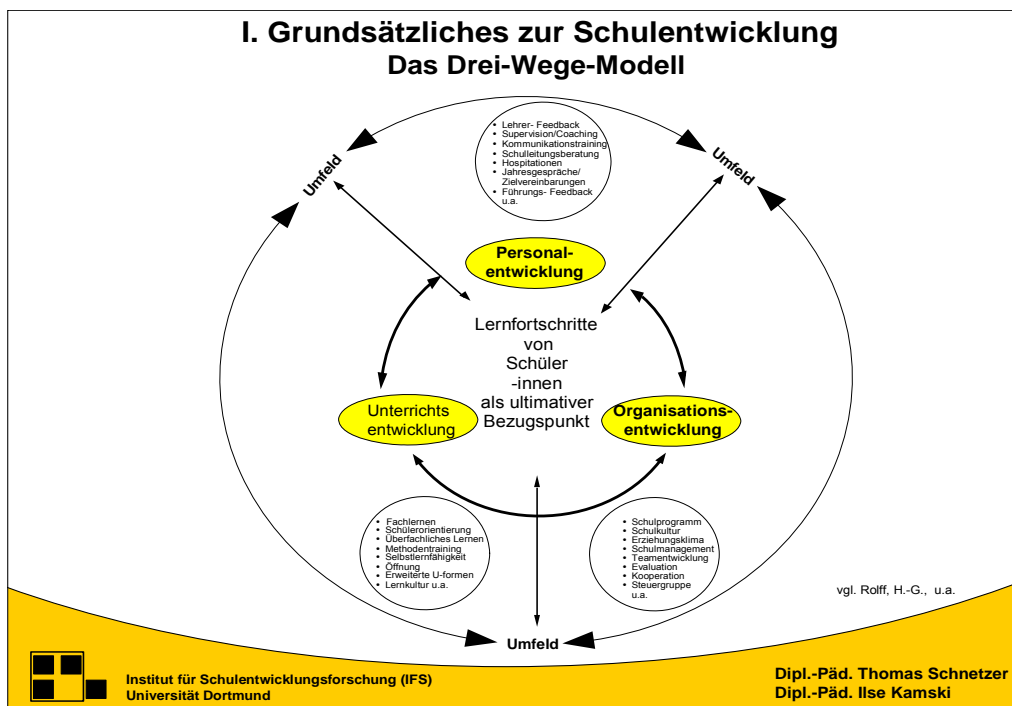 I. Grundsätzliches zur Schulentwicklung
Das Drei-Wege-Modell
• Lehrer- Feedback
• Supervision/Coaching
• Kommunikationstraining
• Schulleitungsberatung
• Hospitationen
• Jahresgespräche/
Zielvereinbarungen
• Führungs- Feedback
u.a.
Umfeld
Umfeld
Personal-
entwicklung
Lernfortschritte
von
Schüler
-innen
als ultimativer
Bezugspunkt
Unterrichts
entwicklung
Organisations-
entwicklung
• Fachlernen
• Schülerorientierung
• Überfachliches Lernen
• Methodentraining
• Selbstlernfähigkeit
• Öffnung
• Erweiterte U-formen
• Lernkultur u.a.
• Schulprogramm
• Schulkultur
• Erziehungsklima
• Schulmanagement
• Teamentwicklung
• Evaluation
• Kooperation
• Steuergruppe
u.a.
vgl. Rolff, H.-G., u.a.
Umfeld
Institut für Schulentwicklungsforschung (IFS)
Universität Dortmund
Dipl.-Päd. Thomas Schnetzer
Dipl.-Päd. Ilse Kamski